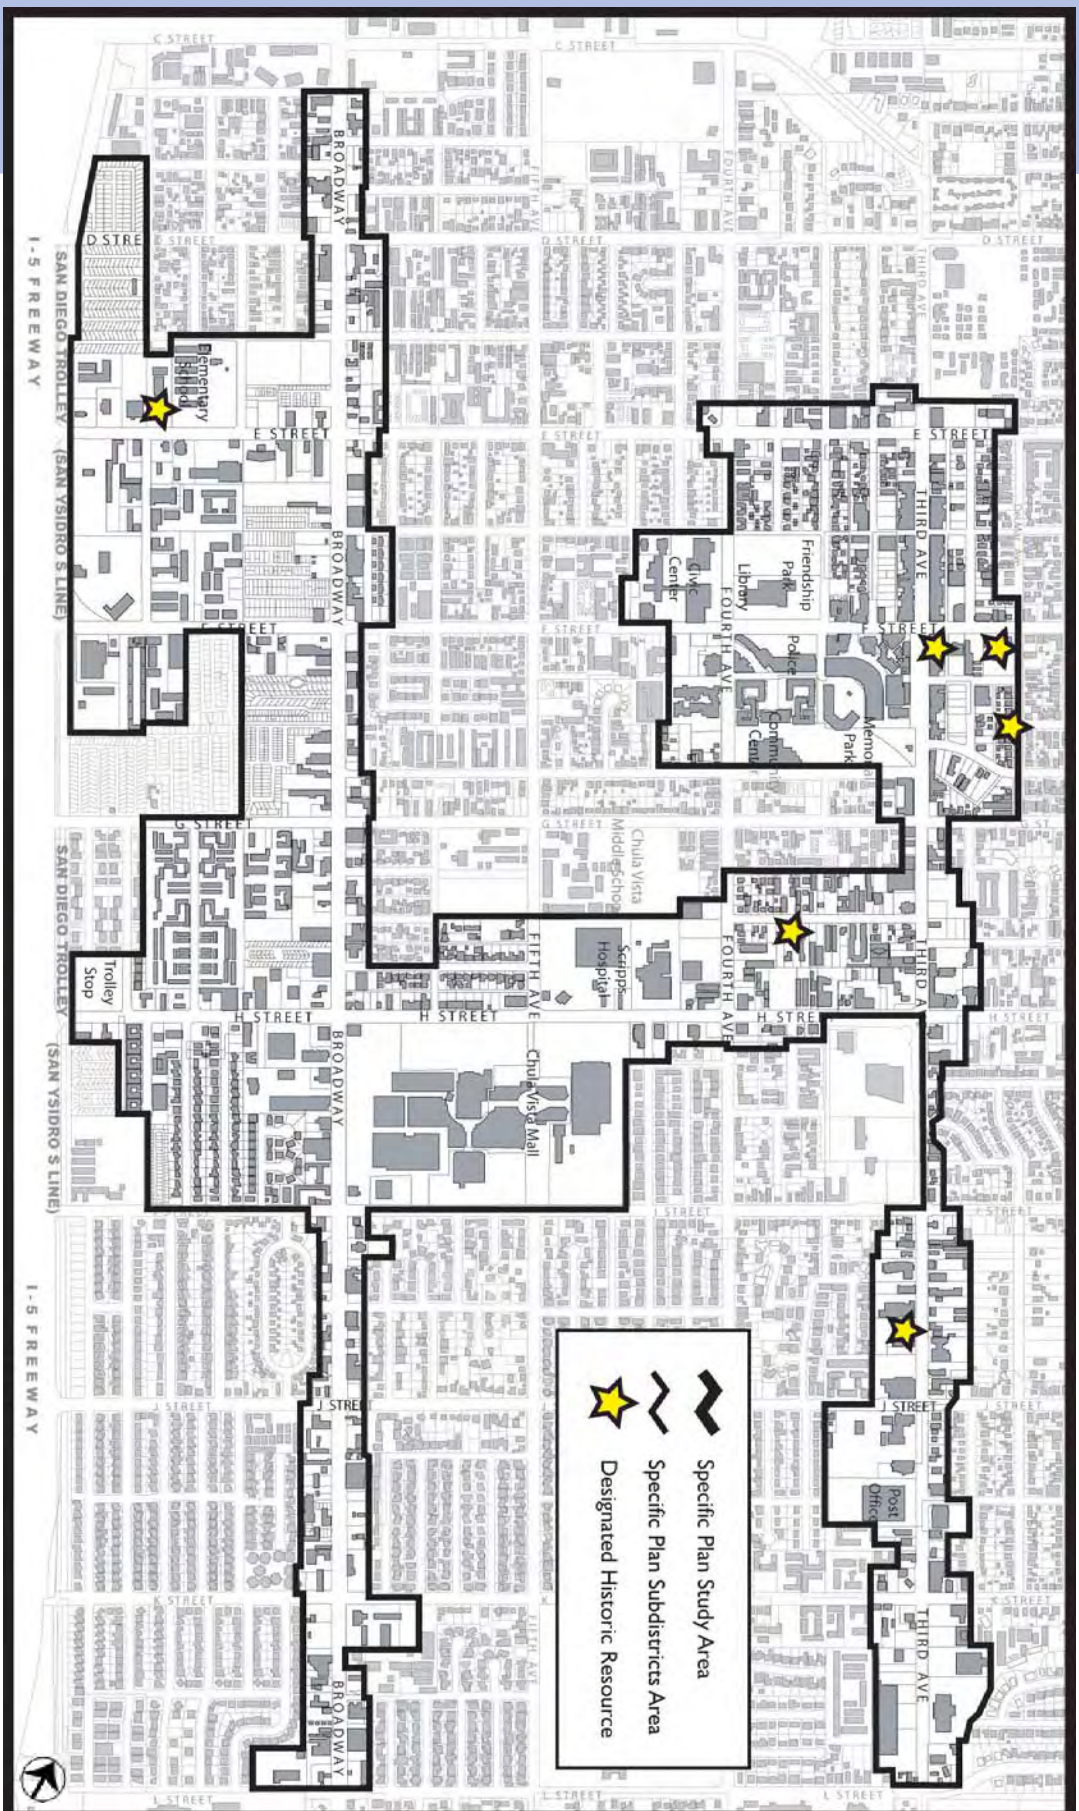 C STREET
C STREET
BROADWAY
FIFTH AVE
FOURTH AVE
D STRE
D STREET
D STREET
D STREET
THIRD AVE
I-5 FREEWAY
SAN DIEGO TROLLEY
(SAN YSIDRO S LINE)
Elementary
School
E STREET
E STREET
E STREET
THIRD AVE
BROADWAY
Civic
Center
Friendship
Park
Library
FOURTH AVE
F STREET
F STREET
Police
Memorial
Park
Community
Center
G STREET
G STREET
G ST
Chula Vista
Middle School
SAN DIEGO TROLLEY
(SAN YSIDRO S LINE)
Trolley
Stop
FIFTH AVE
Scripps
Hospital
FOURTH AVE
THIRD A
H STREET
H STREET
H STRE
H STREET
BROADWAY
Chula Vista Mall
I STREET
I-5 FREEWAY
J STREET
J STREET
J STREET
J STREET
Post
Office
Specific Plan Study Area
Specific Plan Subdistricts Area
Designated Historic Resource
K STREET
K STREET
FIFTH AVE
THIRD AVE
BROADWAY
L STREET
L STREET
L STREET